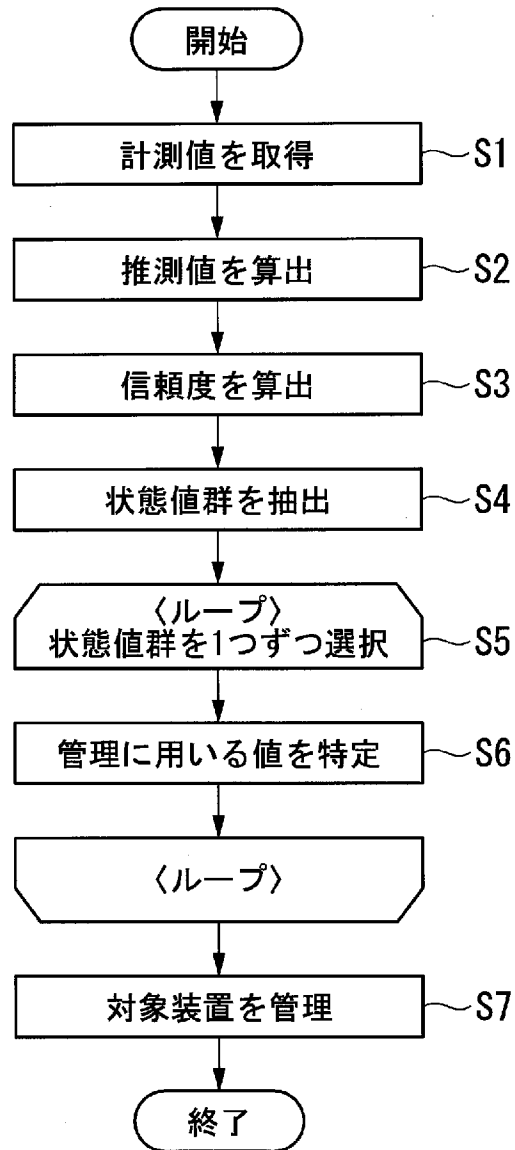 開始
計測値を取得
S1
推測値を算出
S2
信頼度を算出
S3
状態値群を抽出
S4
〈ループ〉
状態値群を1つずつ選択
S5
管理に用いる値を特定
S6
〈ループ〉
対象装置を管理
S7
終了